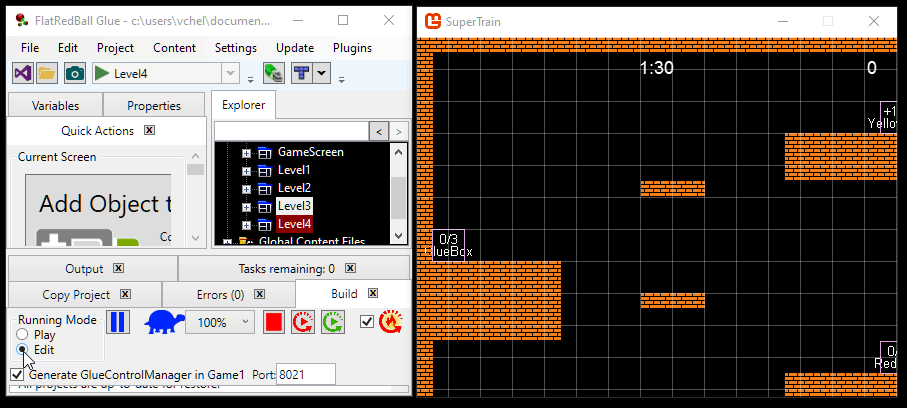 FlatRedBall Glue - c:\users\vchel\documen...
File Edit Project Content Settings Update Plugins
Level4
Variables Properties
Quick Actions
Current Screen
Add Object t
Explorer
< >
GameScreen
Level1
Level2
Level3
Level4
Global Content Files
Output Tasks remaining: 0
Copy Project Errors (0) Build
Running Mode
Play
Edit
100%
Generate GlueControlManager in Game1 Port: 8021
All projects are up-to-date for restore.
SuperTrain
1:30 0
+1
Yellow
0/3
BlueBox
0/
Red